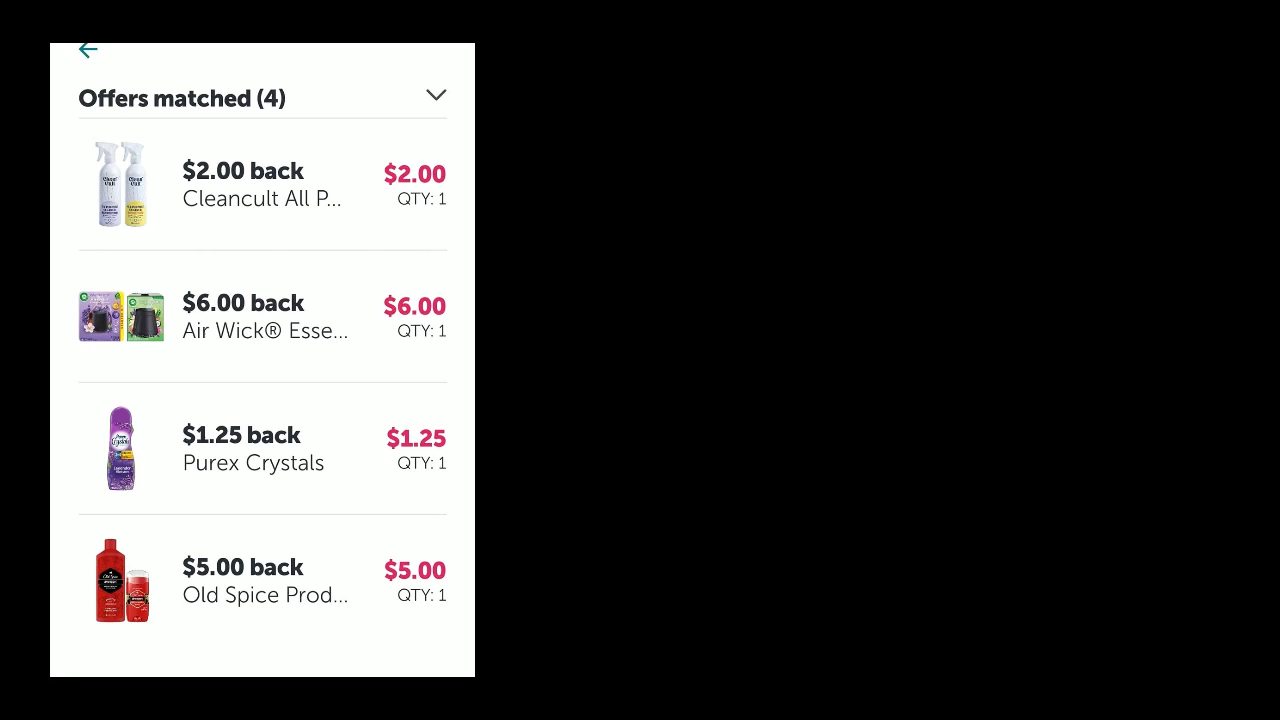 Offers matched (4)
$2.00 back
$2.00
Cleancult All P...
QTY: 1
$6.00 back
$6.00
Air Wick® Esse...
QTY: 1
$1.25 back
$1.25
Purex Crystals
QTY: 1
$5.00 back
$5.00
Old Spice Prod...
QTY: 1